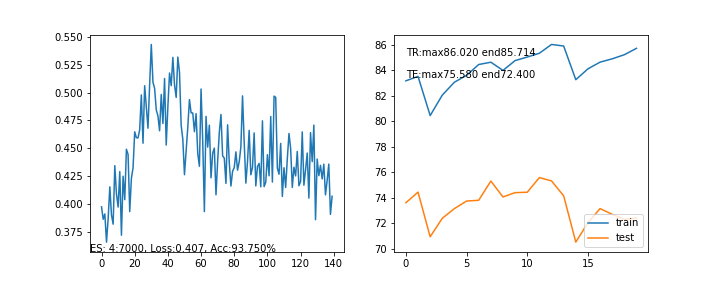 0.550
0.525
0.500
0.475
0.450
0.425
0.400
0.375
ES: 4:7000, Loss:0.407, Acc:93.750%
0 20 40 60 80 100 120 140
86
84
82
80
78
76
74
72
70
TR:max86.020 end85.714
TE:max75.580 end72.400
train
test
0 5 10 15